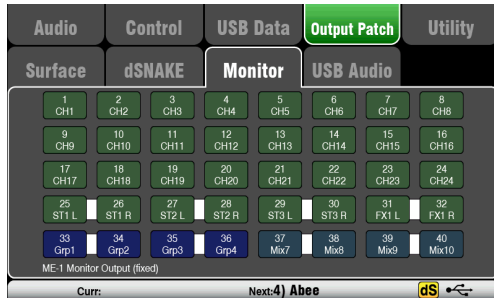 Audio Control USB Data Output Patch Utility
Surface dSNAKE Monitor USB Audio
1 2 3 4 5 6 7 8
CH1 CH2 CH3 CH4 CH5 CH6 CH7 CH8
9 10 11 12 13 14 15 16
CH9 CH10 CH11 CH12 CH13 CH14 CH15 CH16
17 18 19 20 21 22 23 24
CH17 CH18 CH19 CH20 CH21 CH22 CH23 CH24
25 26 27 28 29 30 31 32
ST1 L ST1 R ST2 L ST2 R ST3 L ST3 R FX1 L FX1 R
33 34 35 36 37 38 39 40
Grp1 Grp2 Grp3 Grp4 Mix7 Mix8 Mix9 Mix10
ME-1 Monitor Output (fixed)
Curr: Next:4) Abee dS